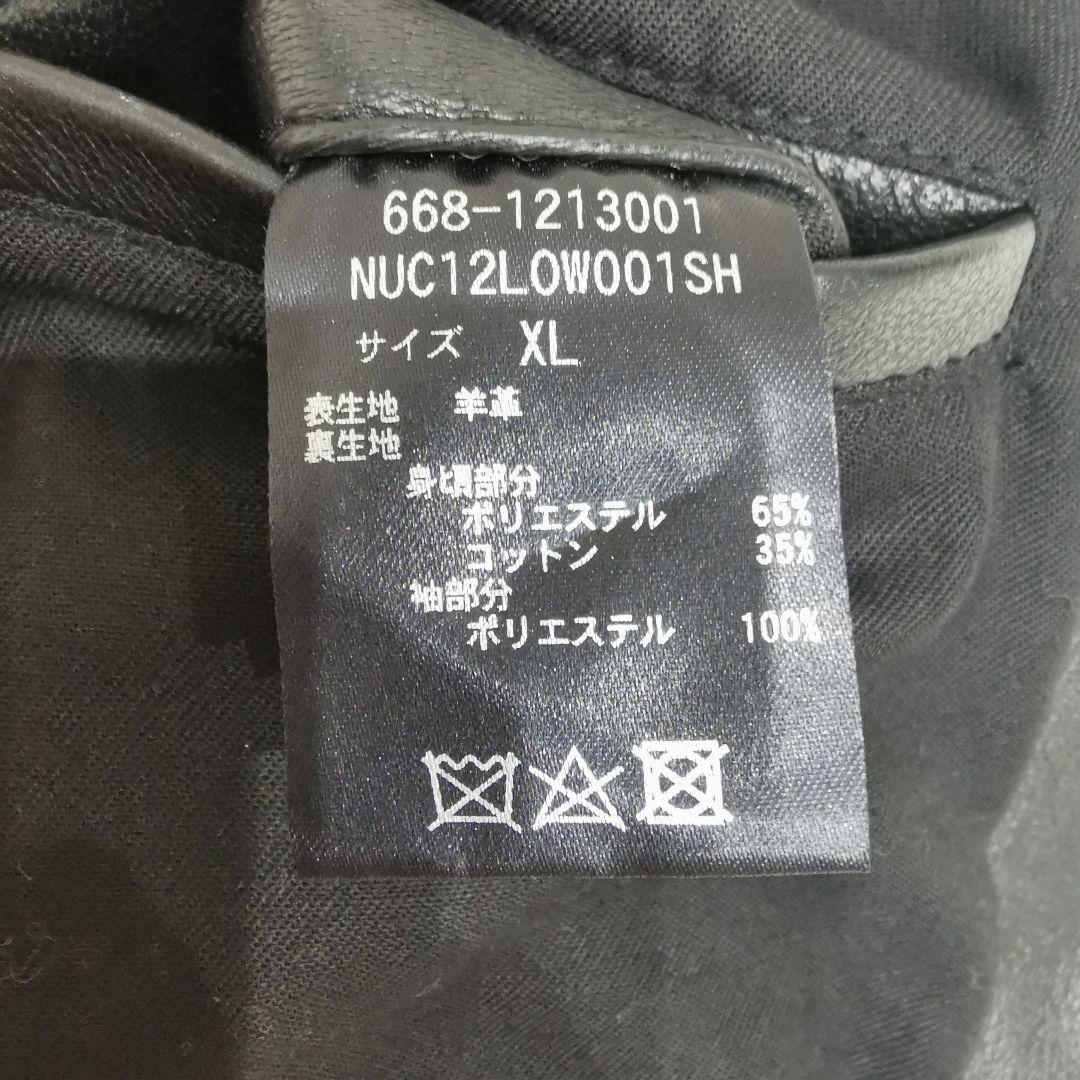 668-1213001
NUC12LOW001SH
サイズ XL
表生地 羊革
裏生地
身頃部分
ポリエステル 65%
コットン 35%
袖部分
ポリエステル 100%